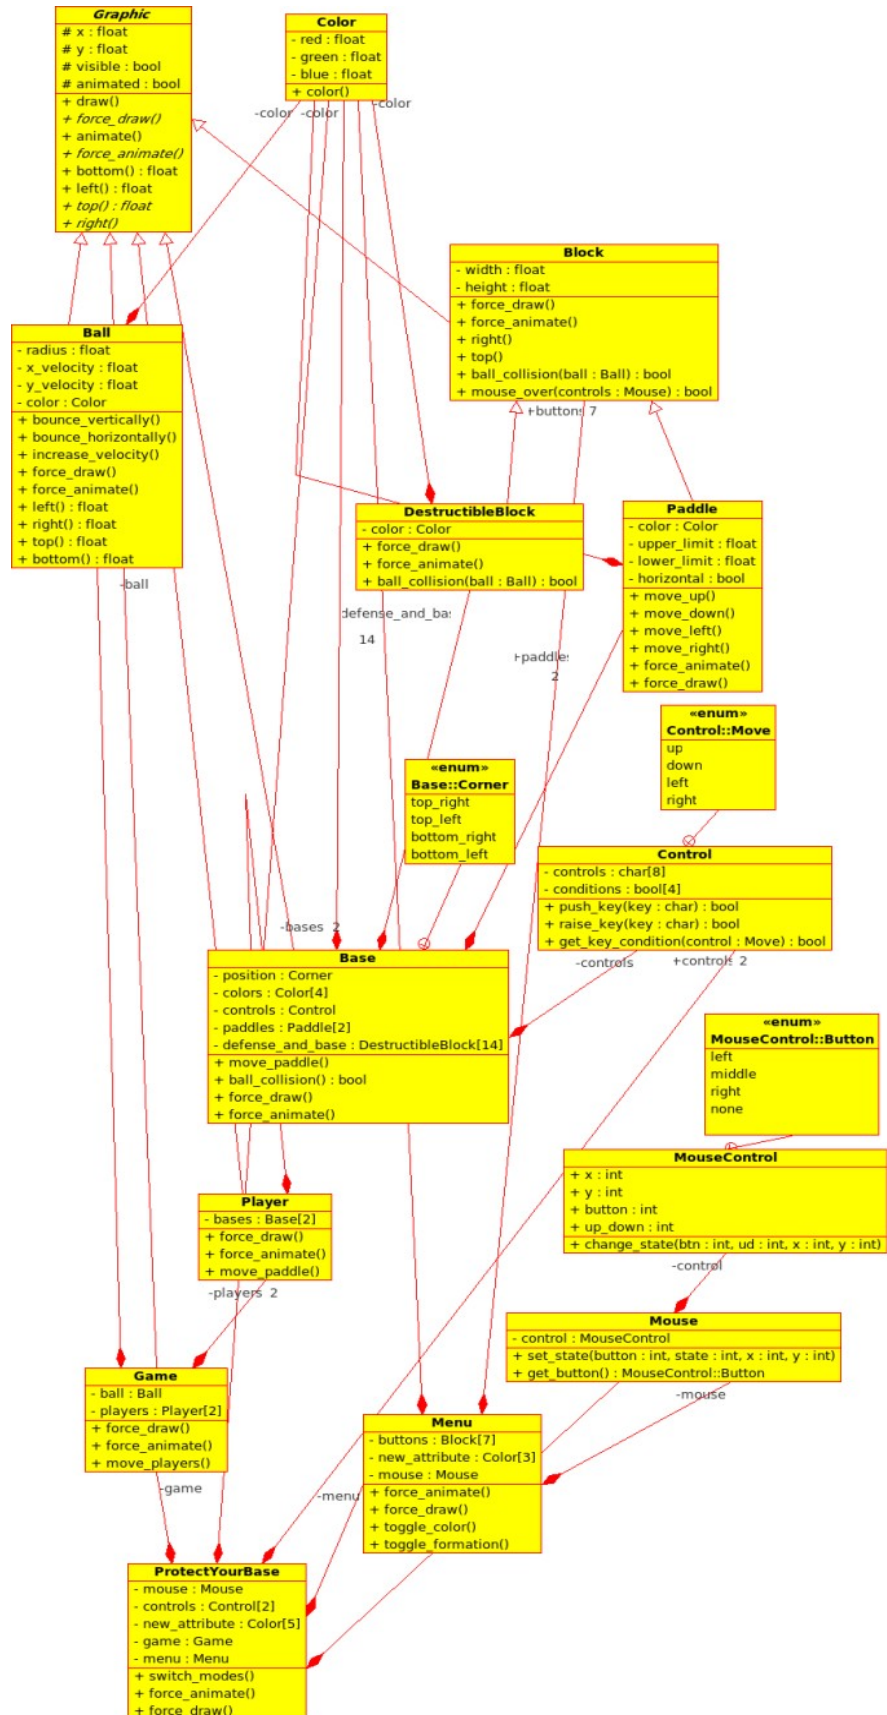 Graphic
# x : float
# y : float
# visible : bool
# animated : bool
+ draw()
+ force_draw()
+ animate()
+ force_animate()
+ bottom() : float
+ left() : float
+ top() : float
+ right()
Color
- red : float
- green : float
- blue : float
+ color()
-color
-color
-color
Block
- width : float
- height : float
+ force_draw()
+ force_animate()
+ right()
+ top()
+ ball_collision(ball : Ball) : bool
+ mouse_over(controls : Mouse) : bool
+buttons 7
Ball
- radius : float
- x_velocity : float
- y_velocity : float
- color : Color
+ bounce_vertically()
+ bounce_horizontally()
+ increase_velocity()
+ force_draw()
+ force_animate()
+ left() : float
+ right() : float
+ top() : float
+ bottom() : float
-ball
DestructibleBlock
- color : Color
+ force_draw()
+ force_animate()
+ ball_collision(ball : Ball) : bool
defense_and_ba
14
Paddle
- color : Color
- upper_limit : float
- lower_limit : float
- horizontal : bool
+ move_up()
+ move_down()
+ move_left()
+ move_right()
+ force_animate()
+ force_draw()
+paddle
2
«enum»
Control::Move
up
down
left
right
«enum»
Base::Corner
top_right
top_left
bottom_right
bottom_left
Control
- controls : char[8]
- conditions : bool[4]
+ push_key(key : char) : bool
+ raise_key(key : char) : bool
+ get_key_condition(control : Move) : bool
-controls
+controls 2
-bases 2
Base
- position : Corner
- colors : Color[4]
- controls : Control
- paddles : Paddle[2]
- defense_and_base : DestructibleBlock[14]
+ move_paddle()
+ ball_collision() : bool
+ force_draw()
+ force_animate()
«enum»
MouseControl::Button
left
middle
right
none
MouseControl
+ x : int
+ y : int
+ button : int
+ up_down : int
+ change_state(btn : int, ud : int, x : int, y : int)
-control
Player
- bases : Base[2]
+ force_draw()
+ force_animate()
+ move_paddle()
-players 2
Mouse
- control : MouseControl
+ set_state(button : int, state : int, x : int, y : int)
+ get_button() : MouseControl::Button
-mouse
Game
- ball : Ball
- players : Player[2]
+ force_draw()
+ force_animate()
+ move_players()
-game
Menu
- buttons : Block[7]
- new_attribute : Color[3]
- mouse : Mouse
+ force_animate()
+ force_draw()
+ toggle_color()
+ toggle_formation()
-menu
ProtectYourBase
- mouse : Mouse
- controls : Control[2]
- new_attribute : Color[5]
- game : Game
- menu : Menu
+ switch_modes()
+ force_animate()
+ force_draw()